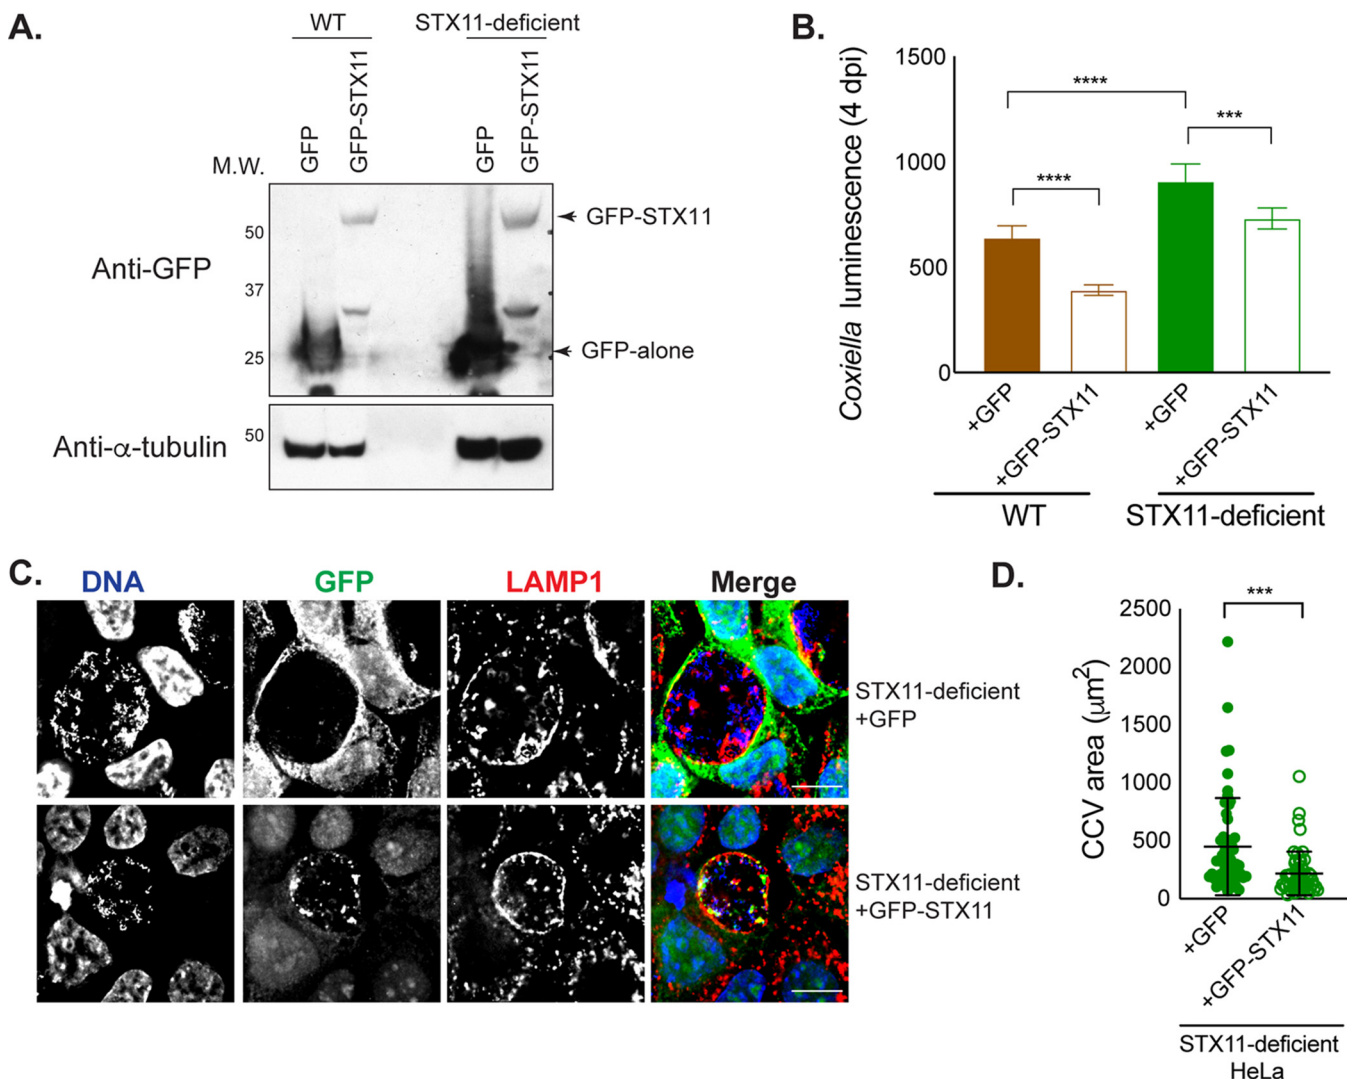 A.
WT
STX11-deficient
GFP
GFP-STX11
GFP
GFP-STX11
M.W.
GFP-STX11
50
Anti-GFP
37
25
GFP-alone
50
Anti-α-tubulin
B.
Coxiella luminescence (4 dpi)
1500
1000
500
0
****
****
***
+GFP
+GFP-STX11
+GFP
+GFP-STX11
WT
STX11-deficient
C.
DNA
GFP
LAMP1
Merge
STX11-deficient
+GFP
STX11-deficient
+GFP-STX11
D.
CCV area (μm²)
2500
2000
1500
1000
500
0
***
+GFP
+GFP-STX11
STX11-deficient
HeLa